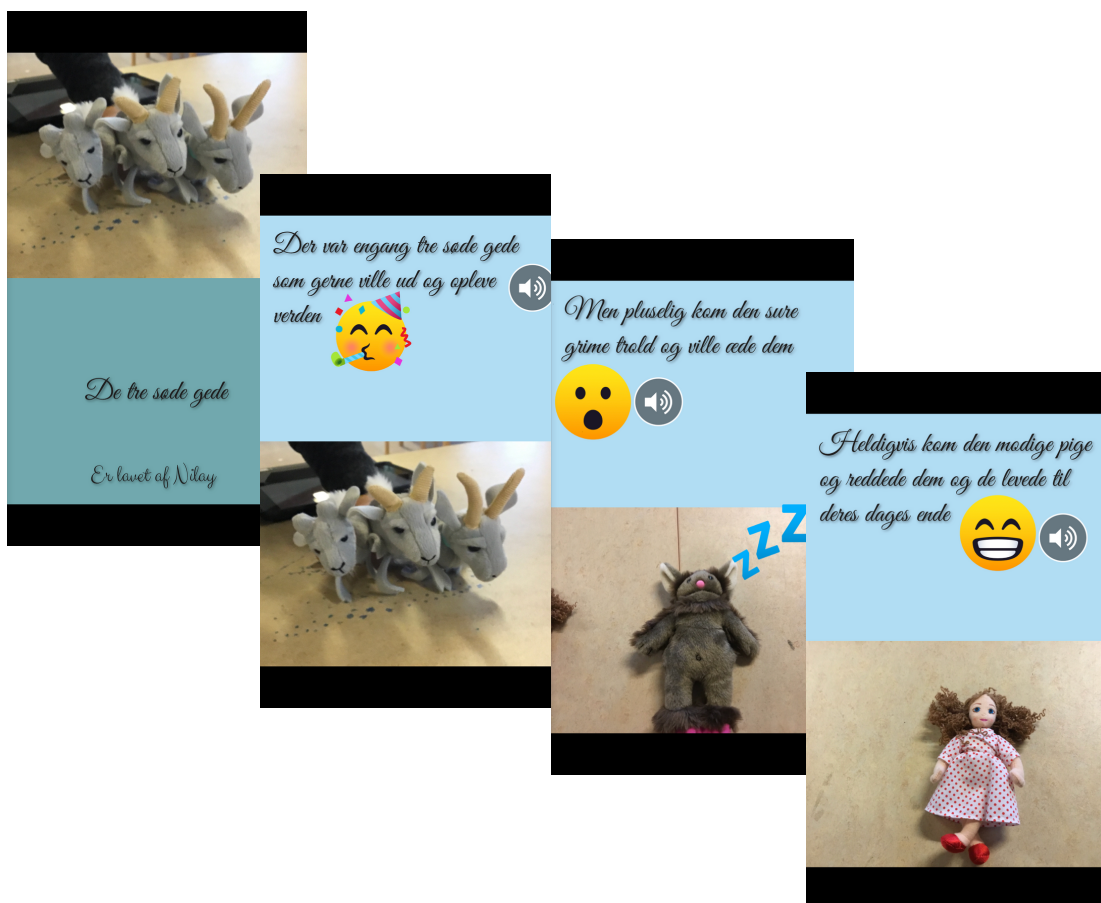 De tre søde gede
Er lavet af Nilay
Der var engang tre søde gede
som gerne ville ud og opleve
verden
Men pluselig kom den sure
grime trold og ville æde dem
zzZ
Heldigvis kom den modige pige
og reddede dem og de levede til
deres dages ende